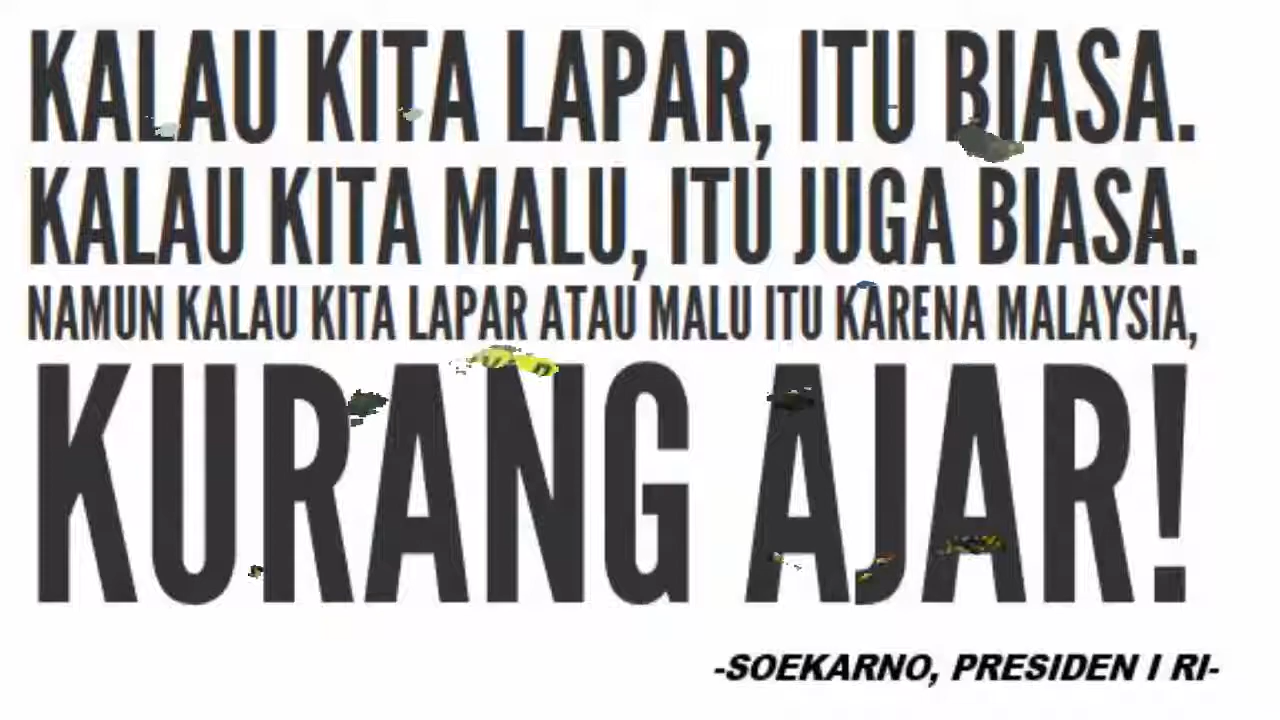 KALAU KITA LAPAR, ITU BIASA.
KALAU KITA MALU, ITU JUGA BIASA.
NAMUN KALAU KITA LAPAR ATAU MALU ITU KARENA MALAYSIA,
KURANG AJAR!
-SOEKARNO, PRESIDEN I RI-